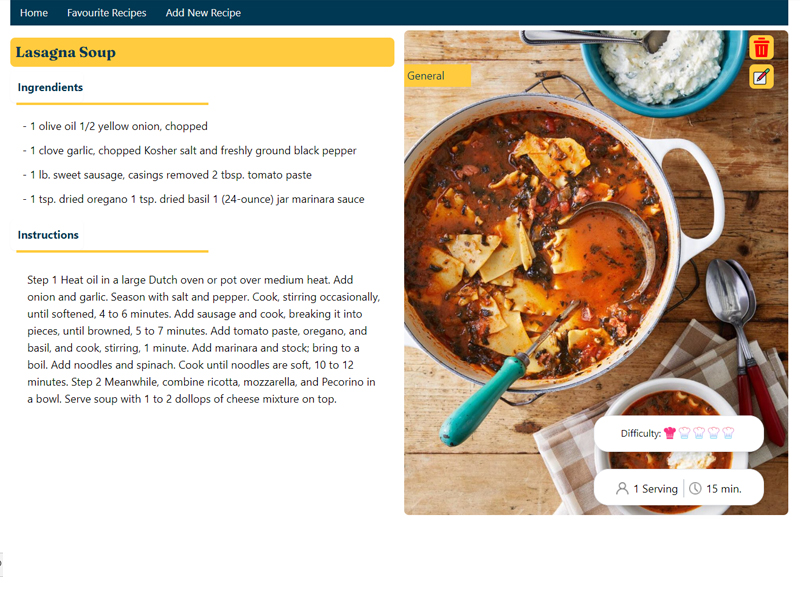 Home Favourite Recipes Add New Recipe
Lasagna Soup
Ingredients
- 1 olive oil 1/2 yellow onion, chopped
- 1 clove garlic, chopped Kosher salt and freshly ground black pepper
- 1 lb. sweet sausage, casings removed 2 tbsp. tomato paste
- 1 tsp. dried oregano 1 tsp. dried basil 1 (24-ounce) jar marinara sauce
Instructions
Step 1 Heat oil in a large Dutch oven or pot over medium heat. Add
onion and garlic. Season with salt and pepper. Cook, stirring occasionally,
until softened, 4 to 6 minutes. Add sausage and cook, breaking it into
pieces, until browned, 5 to 7 minutes. Add tomato paste, oregano, and
basil, and cook, stirring, 1 minute. Add marinara and stock; bring to a
boil. Add noodles and spinach. Cook until noodles are soft, 10 to 12
minutes. Step 2 Meanwhile, combine ricotta, mozzarella, and Pecorino in
a bowl. Serve soup with 1 to 2 dollops of cheese mixture on top.
General
Difficulty:
1 Serving 15 min.